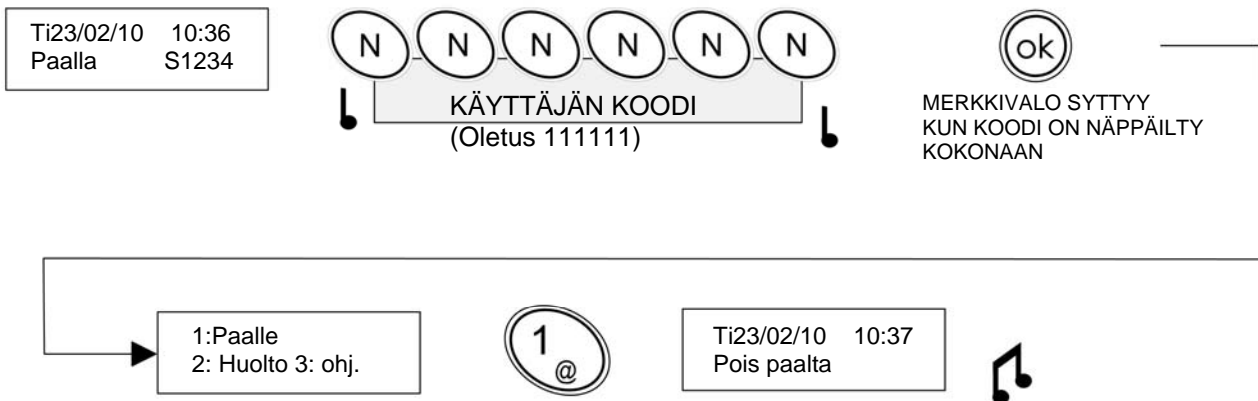 Ti23/02/10 10:36
Paalla S1234
N N N N N N
KÄYTTÄJÄN KOODI
(Oletus 111111)
ok
MERKKIVALO SYTTYY
KUN KOODI ON NÄPPÄILTY
KOKONAAN
1:Paalle
2: Huolto 3: ohj.
1
@
Ti23/02/10 10:37
Pois paalta